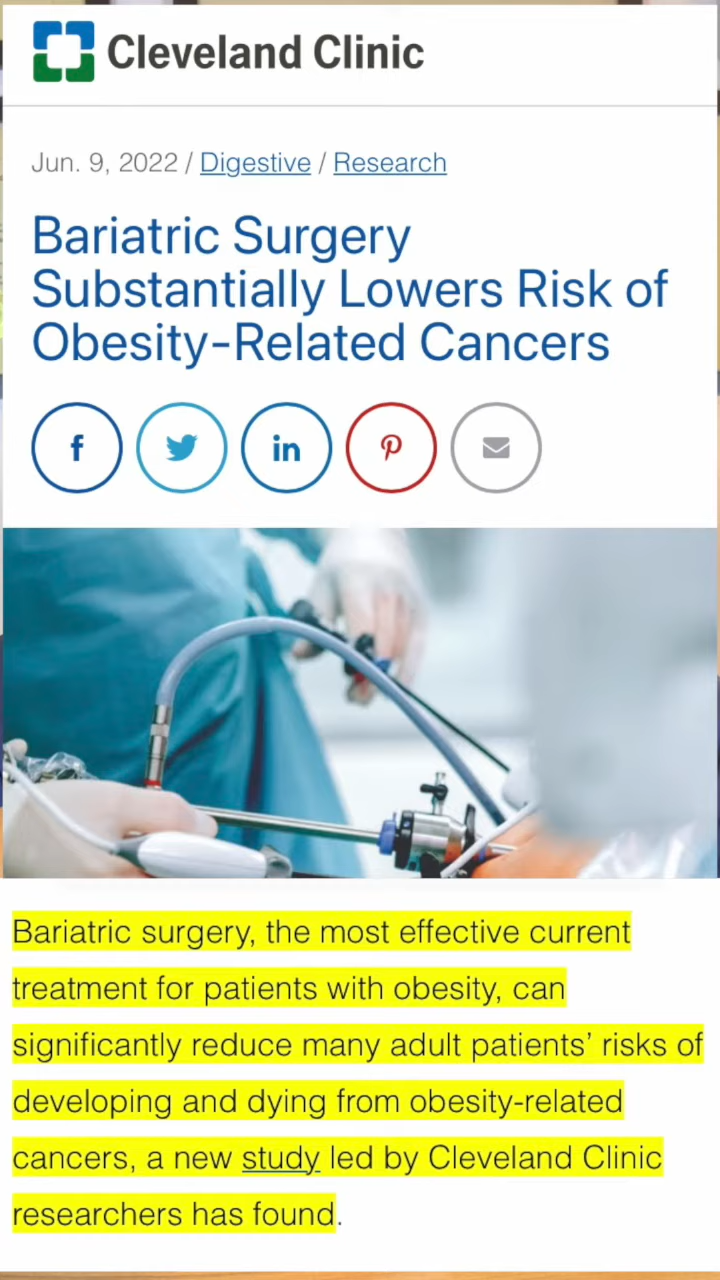 Cleveland Clinic
Jun. 9, 2022 / Digestive / Research
Bariatric Surgery
Substantially Lowers Risk of
Obesity-Related Cancers
f
in
Bariatric surgery, the most effective current
treatment for patients with obesity, can
significantly reduce many adult patients’ risks of
developing and dying from obesity-related
cancers, a new study led by Cleveland Clinic
researchers has found.